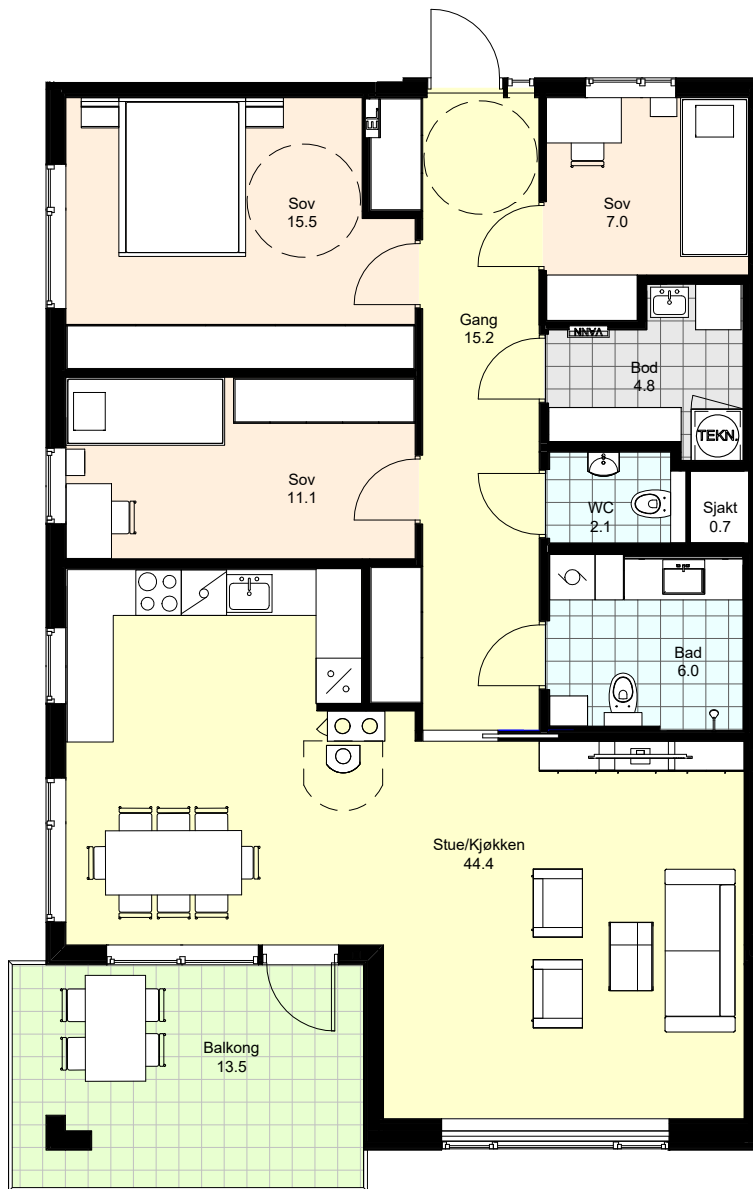 EL
Sov
15.5
Sov
7.0
Gang
15.2
VANN
Bod
4.8
TEKN.
Sov
11.1
WC
2.1
Sjakt
0.7
Bad
6.0
Stue/Kjøkken
44.4
Balkong
13.5